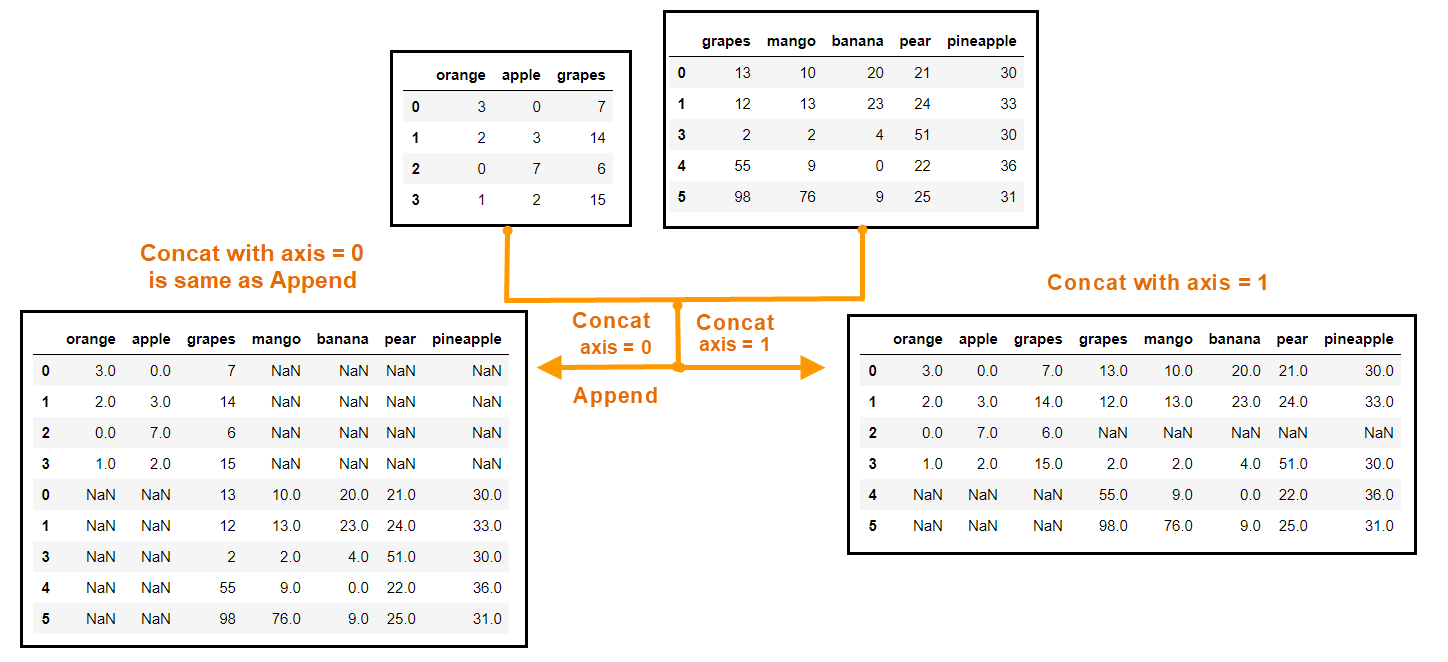 orange apple grapes
0 3 0 7
1 2 3 14
2 0 7 6
3 1 2 15
grapes mango banana pear pineapple
0 13 10 20 21 30
1 12 13 23 24 33
3 2 2 4 51 30
4 55 9 0 22 36
5 98 76 9 25 31
Concat with axis = 0
is same as Append
Concat with axis = 1
Concat
axis = 0
Concat
axis = 1
Append
orange apple grapes mango banana pear pineapple
0 3.0 0.0 7 NaN NaN NaN NaN
1 2.0 3.0 14 NaN NaN NaN NaN
2 0.0 7.0 6 NaN NaN NaN NaN
3 1.0 2.0 15 NaN NaN NaN NaN
0 NaN NaN 13 10.0 20.0 21.0 30.0
1 NaN NaN 12 13.0 23.0 24.0 33.0
3 NaN NaN 2 2.0 4.0 51.0 30.0
4 NaN NaN 55 9.0 0.0 22.0 36.0
5 NaN NaN 98 76.0 9.0 25.0 31.0
orange apple grapes grapes mango banana pear pineapple
0 3.0 0.0 7.0 13.0 10.0 20.0 21.0 30.0
1 2.0 3.0 14.0 12.0 13.0 23.0 24.0 33.0
2 0.0 7.0 6.0 NaN NaN NaN NaN NaN
3 1.0 2.0 15.0 2.0 2.0 4.0 51.0 30.0
4 NaN NaN NaN 55.0 9.0 0.0 22.0 36.0
5 NaN NaN NaN 98.0 76.0 9.0 25.0 31.0